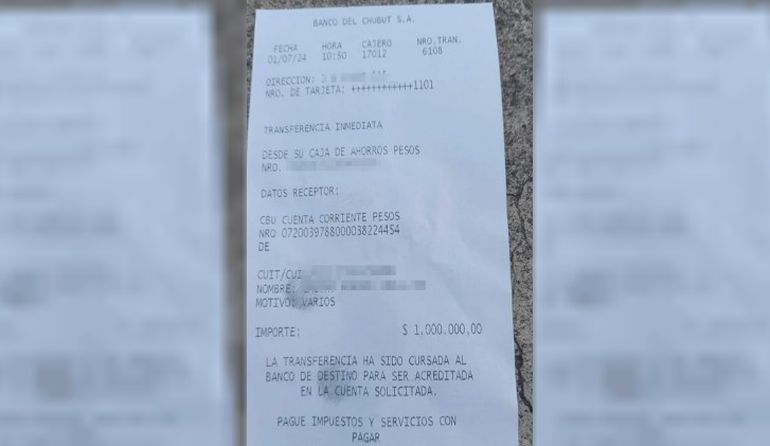 BANCO DEL CHUBUT S.A.
FECHA HORA CAJERO NRO.TRAN.
01/07/24 10:50 17012 6108
DIRECCION:
NRO. DE TARJETA: ++++++++++++1101
TRANSFERENCIA INMEDIATA
DESDE SU CAJA DE AHORROS PESOS
NRO.
DATOS RECEPTOR:
CBU CUENTA CORRIENTE PESOS
NRO 0720039788000038224454
DE
CUIT/CUI
NOMBRE:
MOTIVO: VARIOS
IMPORTE: $ 1.000.000,00
LA TRANSFERENCIA HA SIDO CURSADA AL
BANCO DE DESTINO PARA SER ACREDITADA
EN LA CUENTA SOLICITADA.
PAGUE IMPUESTOS Y SERVICIOS CON
PAGAR